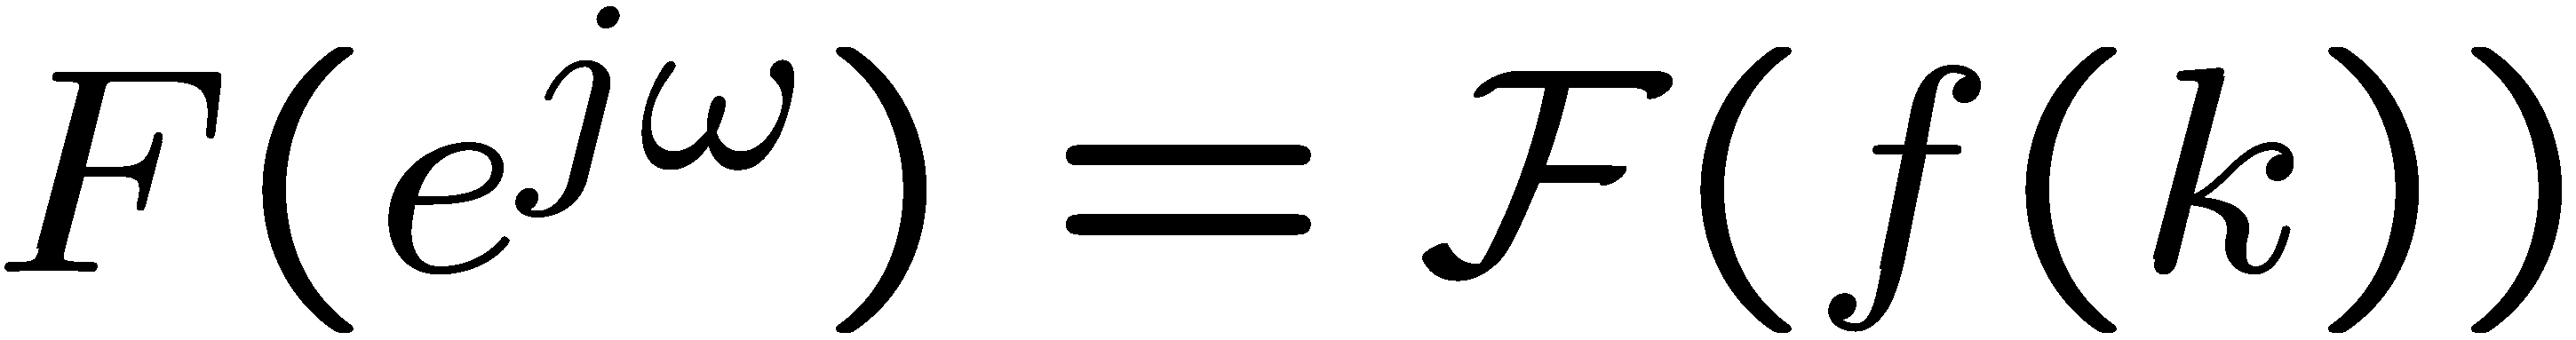 F(e^{jω}) = ℱ(f(k))